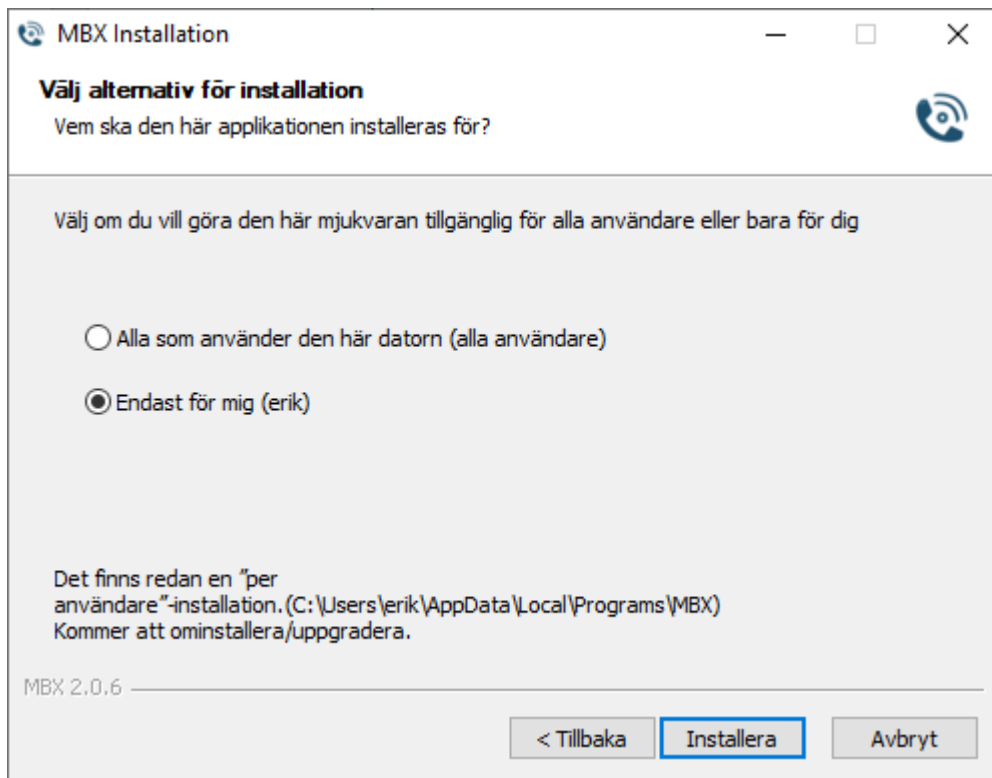 MBX Installation
Välj alternativ för installation
Vem ska den här applikationen installeras för?
Välj om du vill göra den här mjukvaran tillgänglig för alla användare eller bara för dig
Alla som använder den här datorn (alla användare)
Endast för mig (erik)
Det finns redan en ”per
användare”-installation.(C:\Users\erik\AppData\Local\Programs\MBX)
Kommer att ominstallera/uppgradera.
MBX 2.0.6
< Tillbaka
Installera
Avbryt